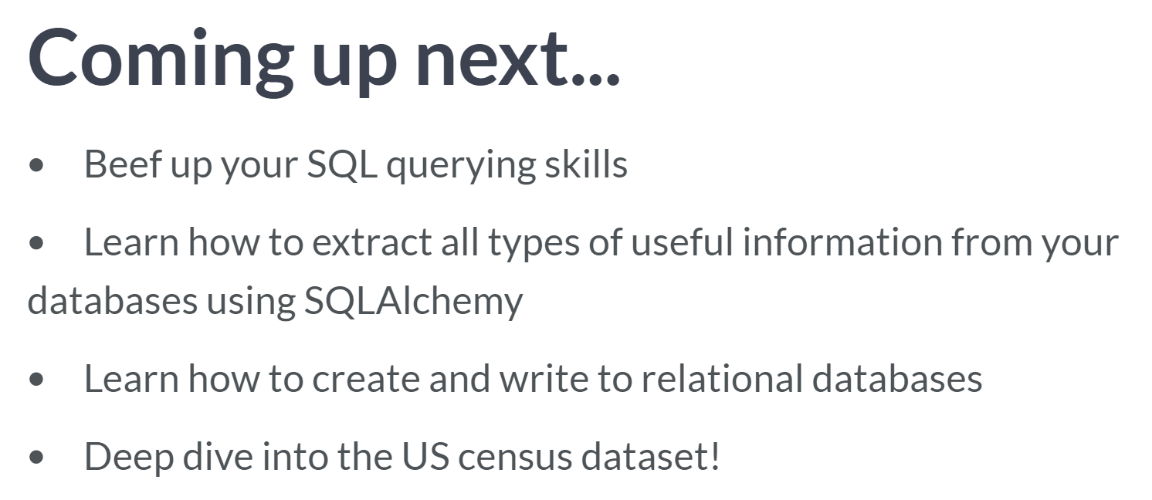 Coming up next...
• Beef up your SQL querying skills
• Learn how to extract all types of useful information from your
databases using SQLAlchemy
• Learn how to create and write to relational databases
• Deep dive into the US census dataset!